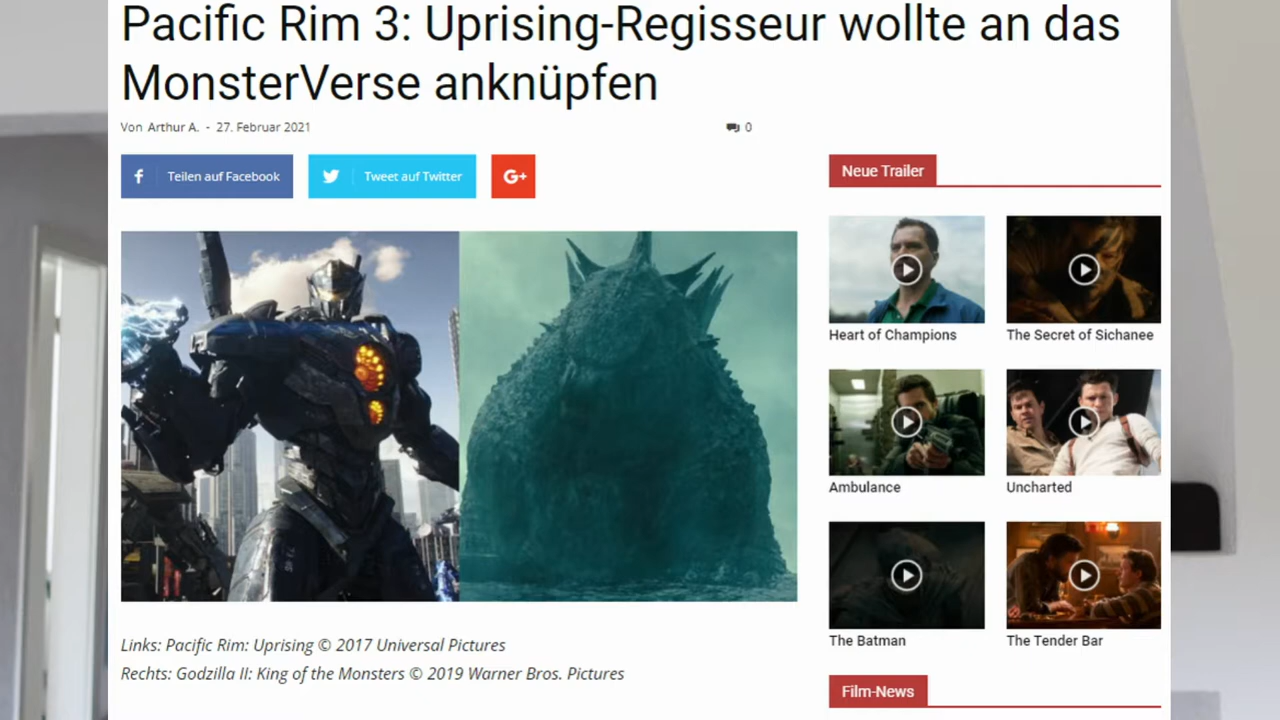 Pacific Rim 3: Uprising-Regisseur wollte an das
MonsterVerse anknüpfen
Von Arthur A. - 27. Februar 2021
0
Teilen auf Facebook
Tweet auf Twitter
G+
Links: Pacific Rim: Uprising © 2017 Universal Pictures
Rechts: Godzilla II: King of the Monsters © 2019 Warner Bros. Pictures
Neue Trailer
Heart of Champions
The Secret of Sichanee
Ambulance
Uncharted
The Batman
The Tender Bar
Film-News